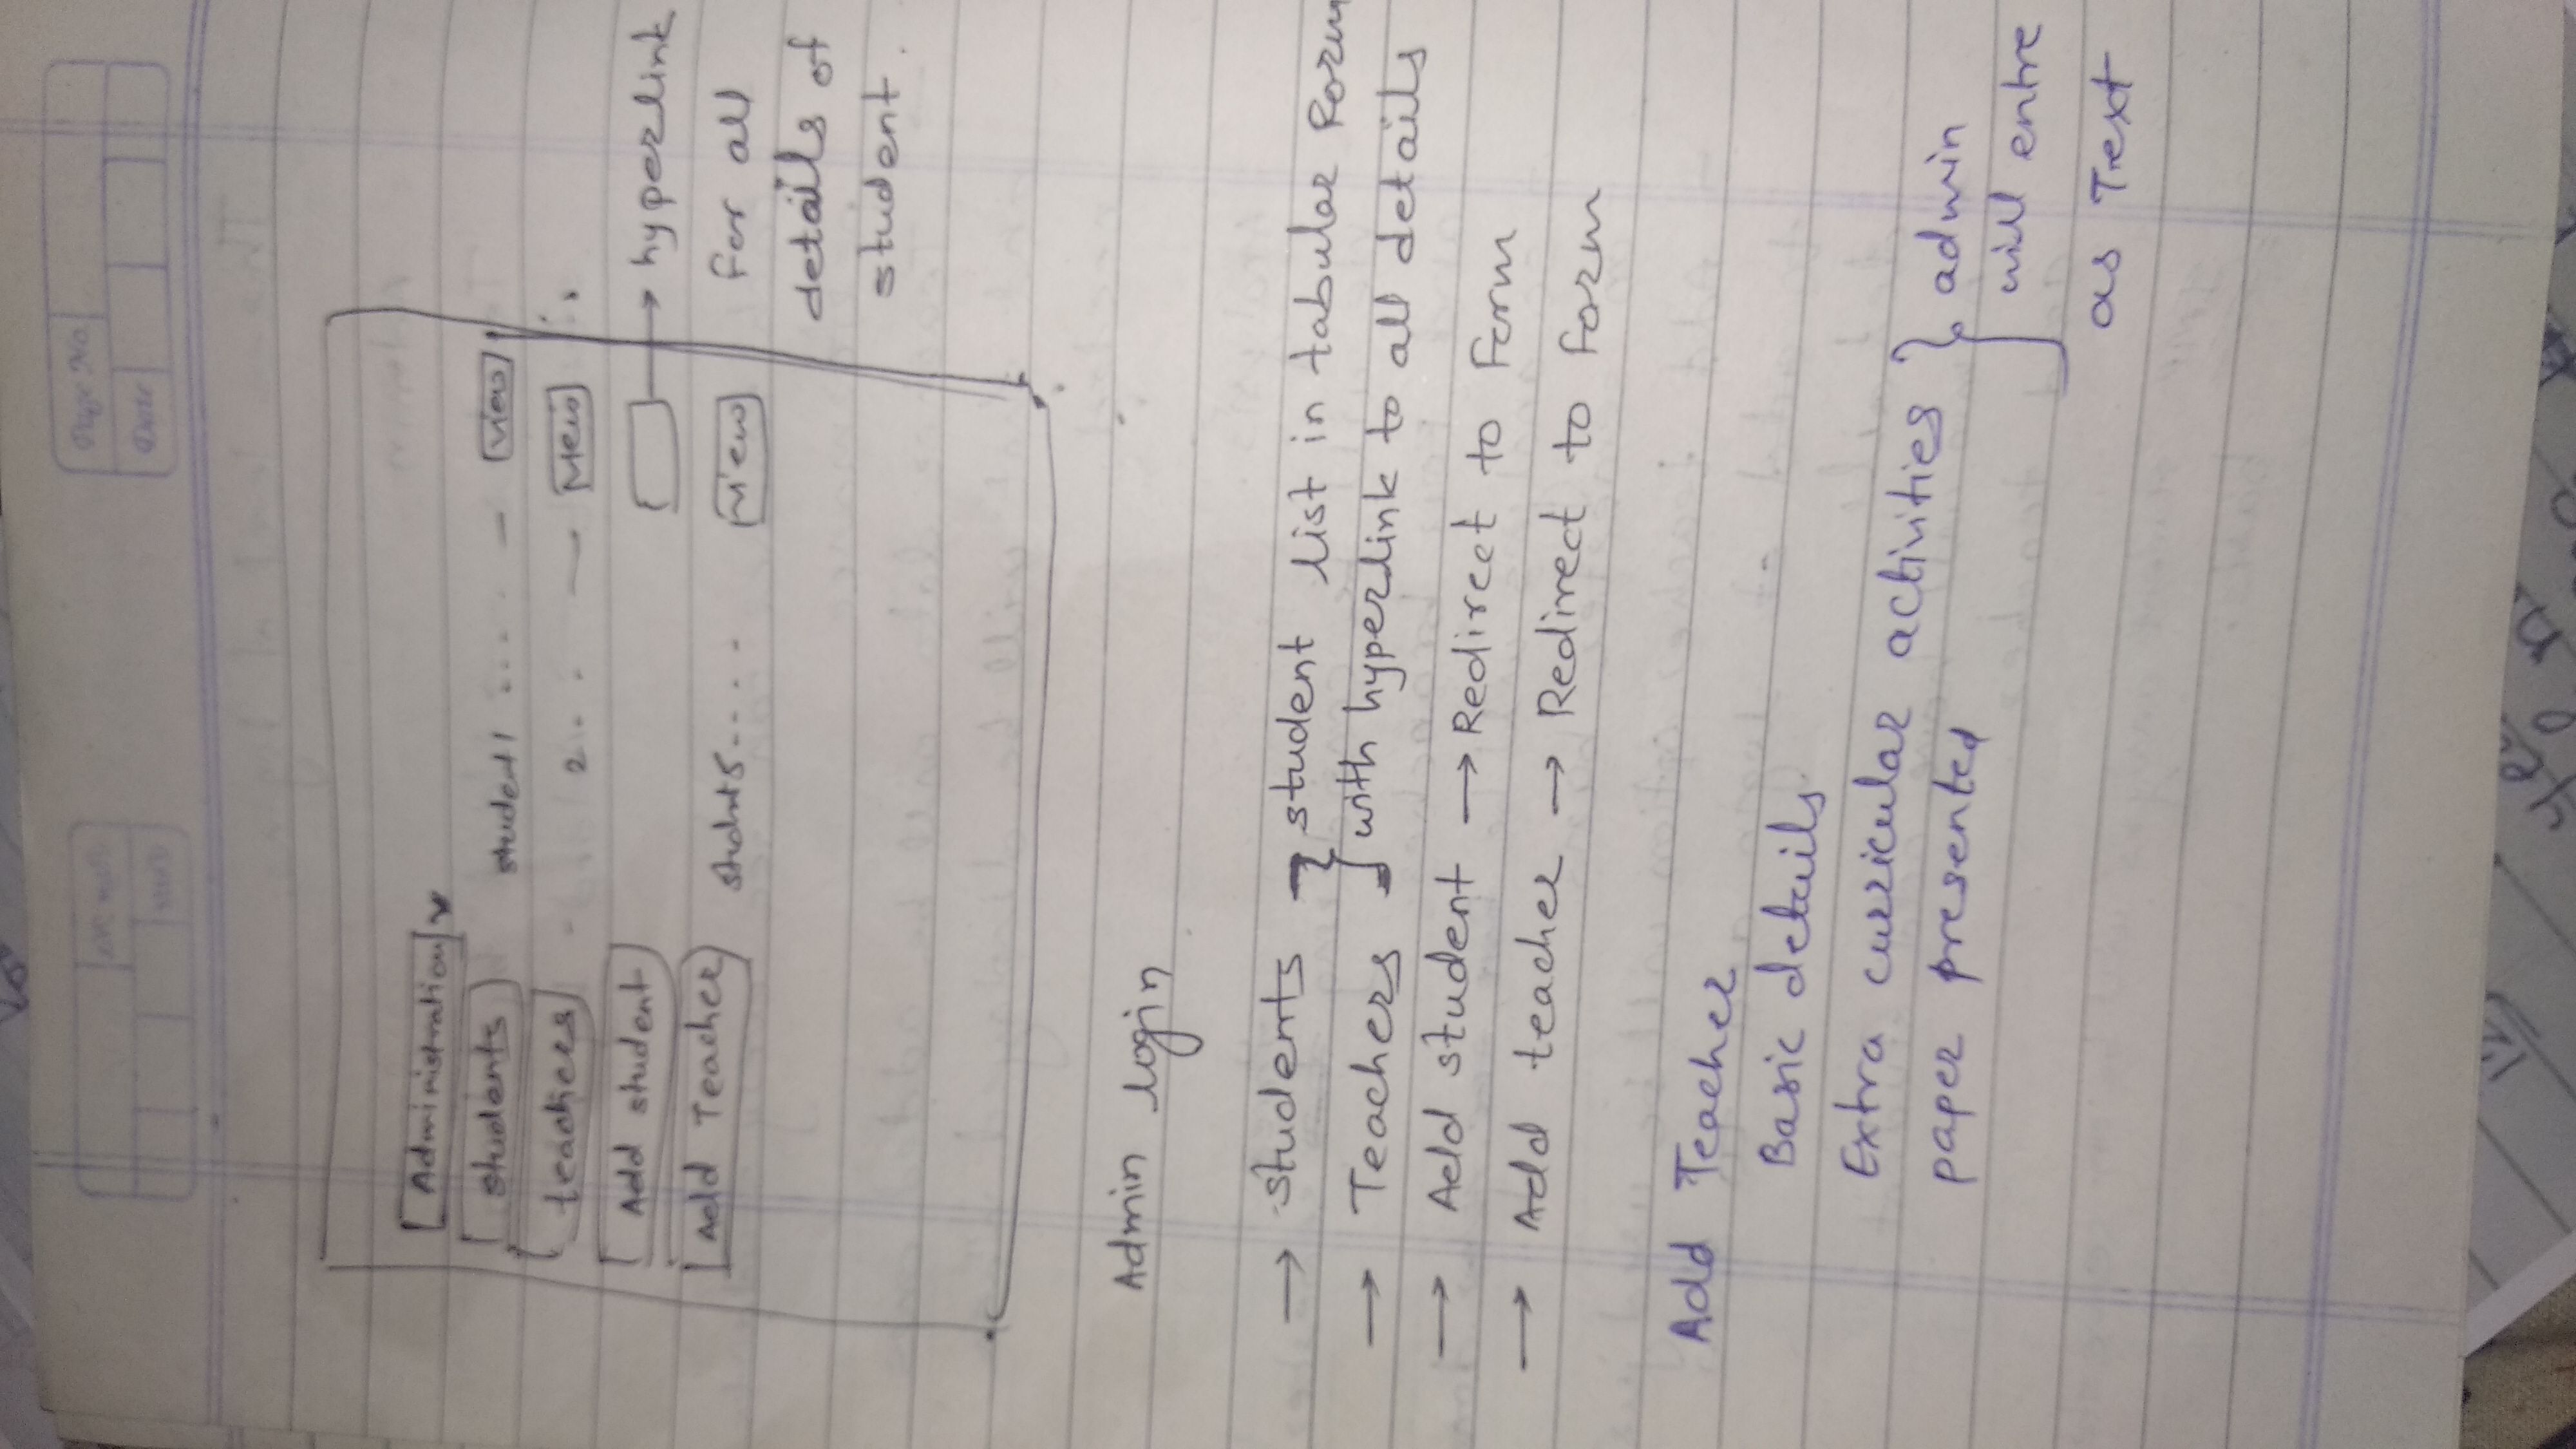 Page No.
Date
Administration
students student 1 .... – view
teachers - 2 . . — view
Add student → hyperlink
Add Teacher student 5.... view for all
details of
student.
Admin login
→ students } student list in tabular form
→ Teachers } with hyperlink to all details
→ Add student → Redirect to form
→ Add teacher → Redirect to form
Add Teacher
Basic details
Extra curricular activities } admin
paper presented
will entre
as Text